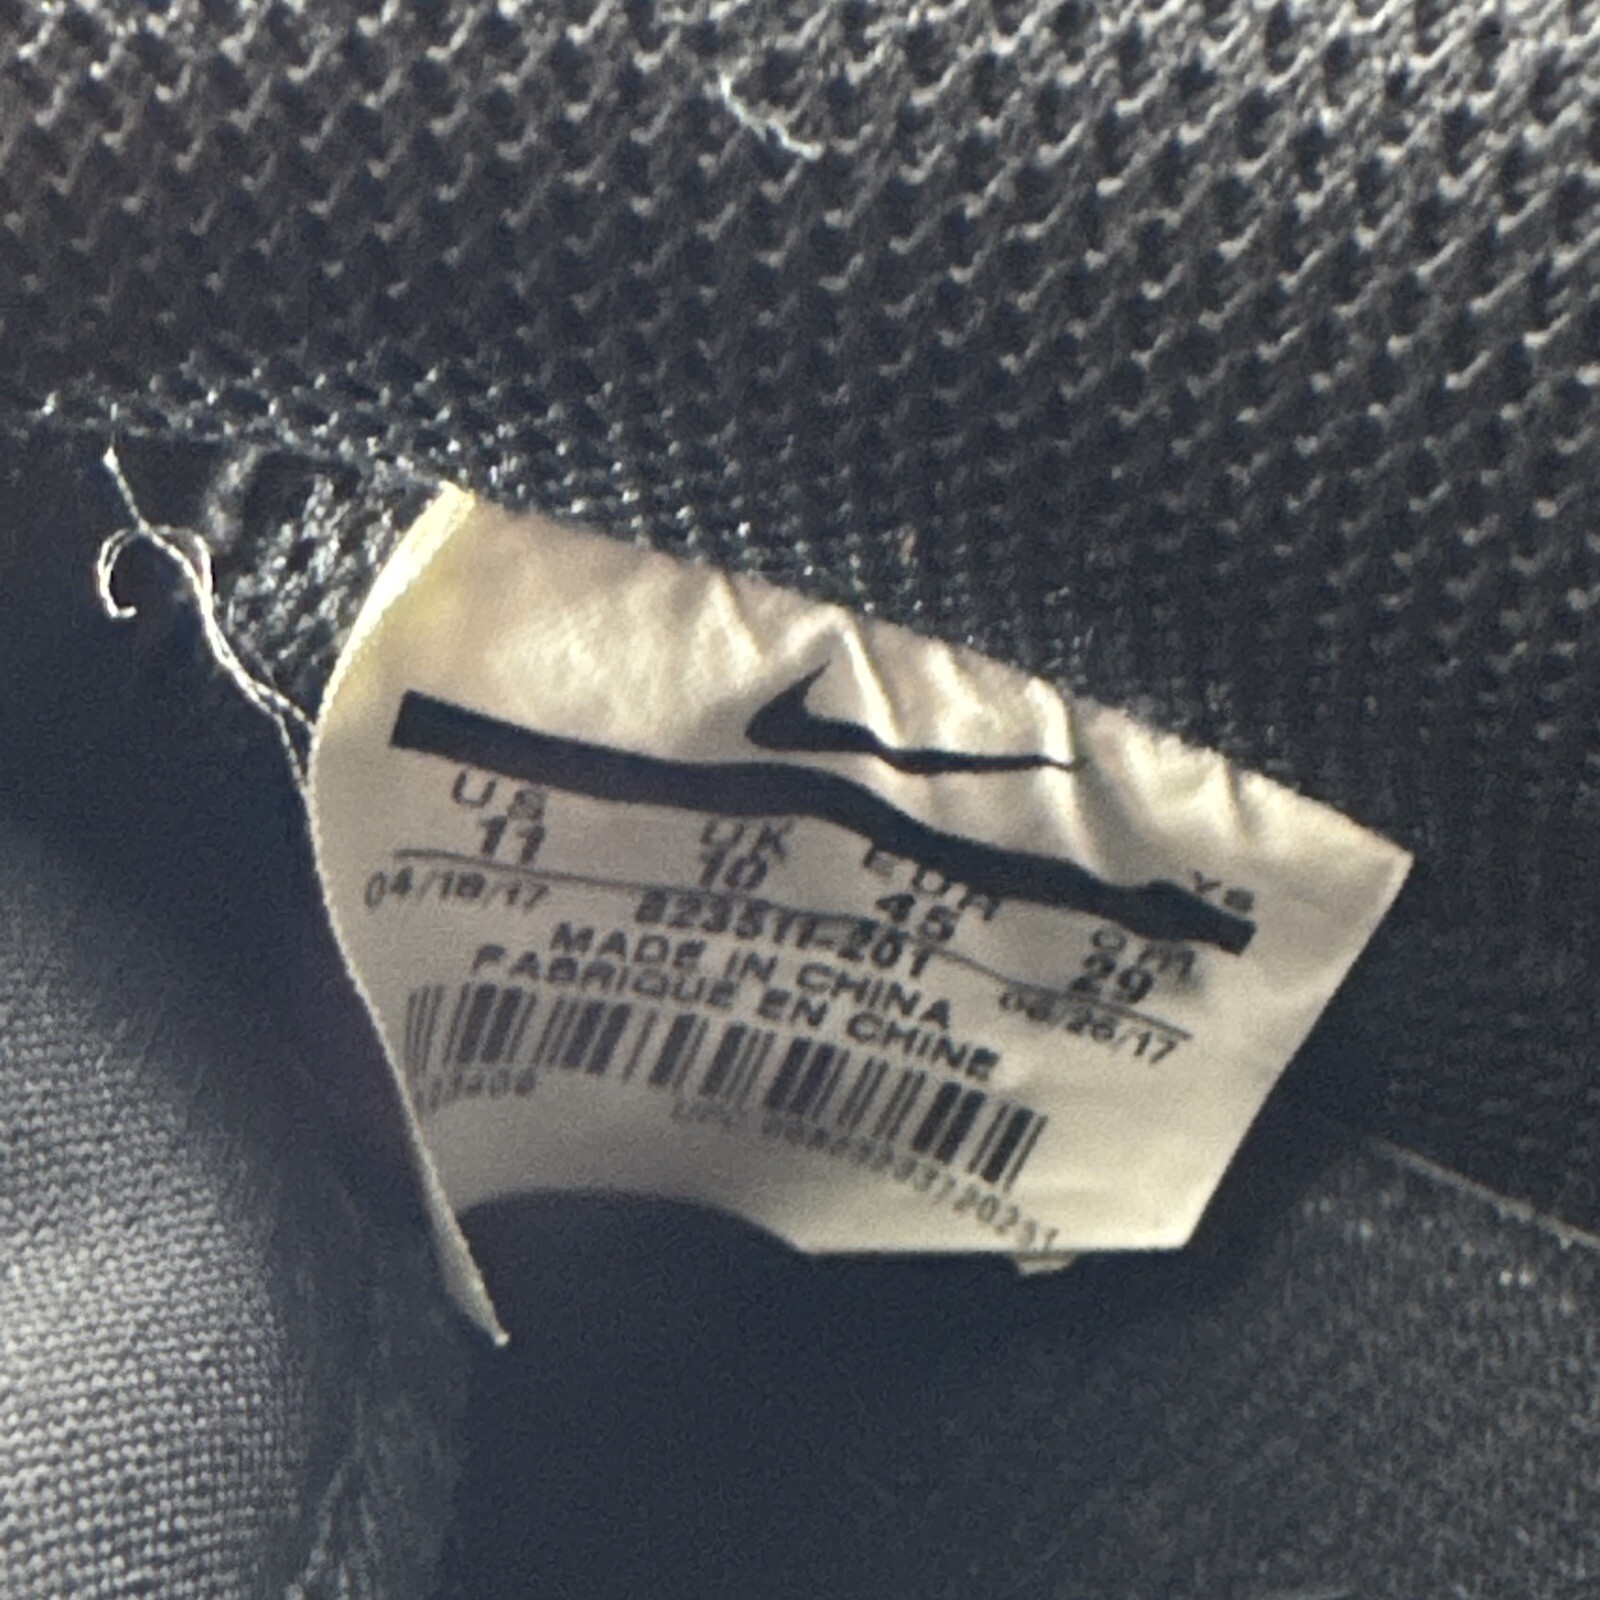 YS
US UK EUR cm
11 10 45 29
04/18/17 823511-201 06/26/17
MADE IN CHINA
FABRIQUE EN CHINE